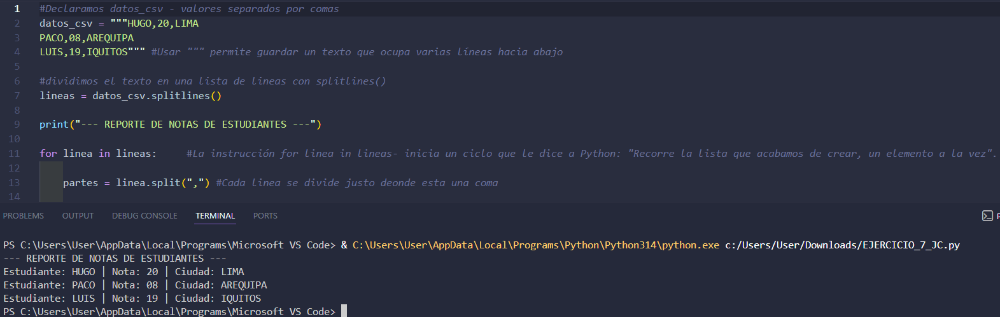 1 #Declaramos datos_csv - valores separados por comas
2 datos_csv = """HUGO,20,LIMA
3 PACO,08,AREQUIPA
4 LUIS,19,IQUITOS""" #Usar """ permite guardar un texto que ocupa varias líneas hacia abajo
5
6 #dividimos el texto en una lista de lineas con splitlines()
7 lineas = datos_csv.splitlines()
8
9 print("--- REPORTE DE NOTAS DE ESTUDIANTES ---")
10
11 for linea in lineas:     #La instrucción for linea in lineas- inicia un ciclo que le dice a Python: "Recorre la lista que acabamos de crear, un elemento a la vez".
12
13     partes = linea.split(",") #Cada linea se divide justo deonde esta una coma
14
PROBLEMS OUTPUT DEBUG CONSOLE TERMINAL PORTS
PS C:\Users\User\AppData\Local\Programs\Microsoft VS Code> & C:\Users\User\AppData\Local\Programs\Python\Python314\python.exe c:/Users/User/Downloads/EJERCICIO_7_JC.py
--- REPORTE DE NOTAS DE ESTUDIANTES ---
Estudiante: HUGO | Nota: 20 | Ciudad: LIMA
Estudiante: PACO | Nota: 08 | Ciudad: AREQUIPA
Estudiante: LUIS | Nota: 19 | Ciudad: IQUITOS
PS C:\Users\User\AppData\Local\Programs\Microsoft VS Code>